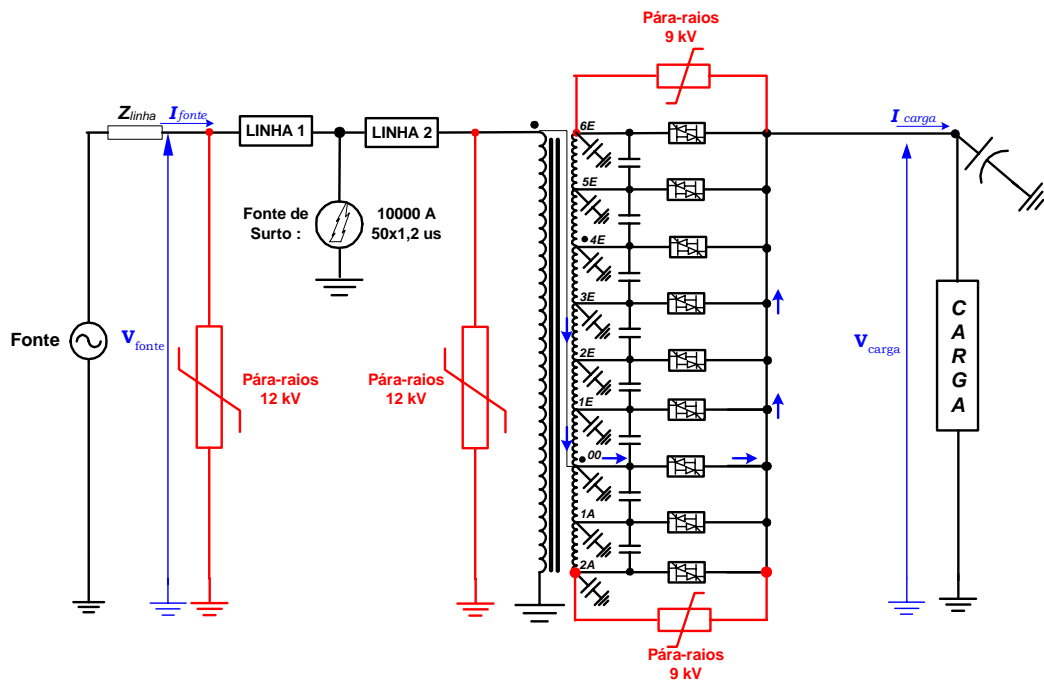 Pára-raios
9 kV
Zlinha
Ifonte
LINHA 1
LINHA 2
6E
I carga
5E
Fonte de
Surto :
10000 A
50x1,2 us
4E
3E
Fonte
Vfonte
Pára-raios
12 kV
Pára-raios
12 kV
2E
Vcarga
CARGA
1E
00
1A
2A
Pára-raios
9 kV